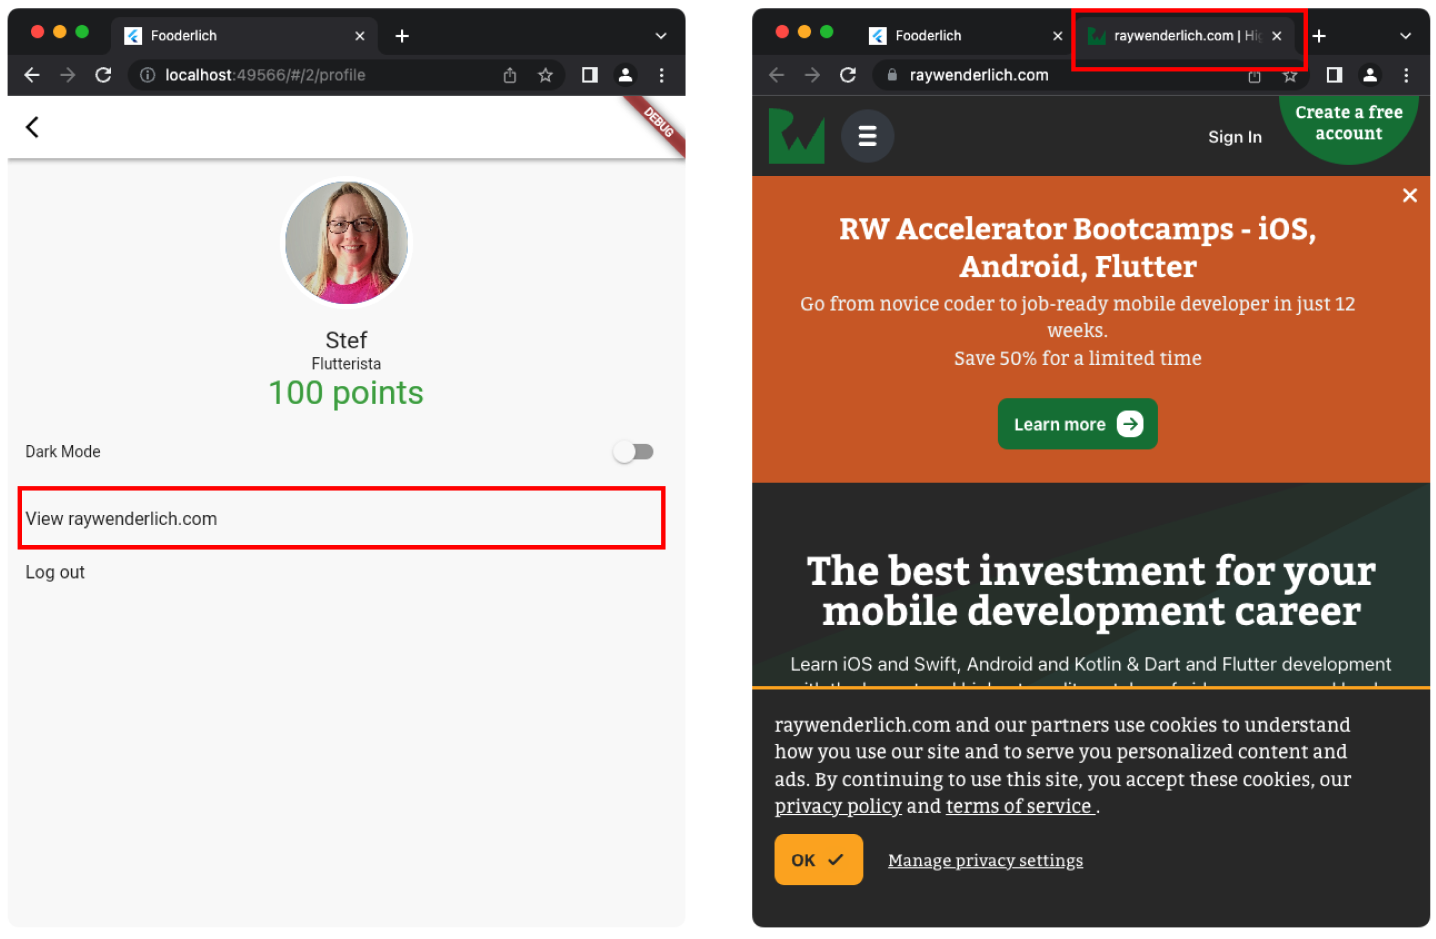 Fooderlich
localhost:49566/#/2/profile
DEBUG
Stef
Flutterista
100 points
Dark Mode
View raywenderlich.com
Log out
Fooderlich
raywenderlich.com | Hig
raywenderlich.com
Sign In
Create a free
account
RW Accelerator Bootcamps - iOS,
Android, Flutter
Go from novice coder to job-ready mobile developer in just 12
weeks.
Save 50% for a limited time
Learn more
The best investment for your
mobile development career
Learn iOS and Swift, Android and Kotlin & Dart and Flutter development
raywenderlich.com and our partners use cookies to understand
how you use our site and to serve you personalized content and
ads. By continuing to use this site, you accept these cookies, our
privacy policy and terms of service .
OK
Manage privacy settings